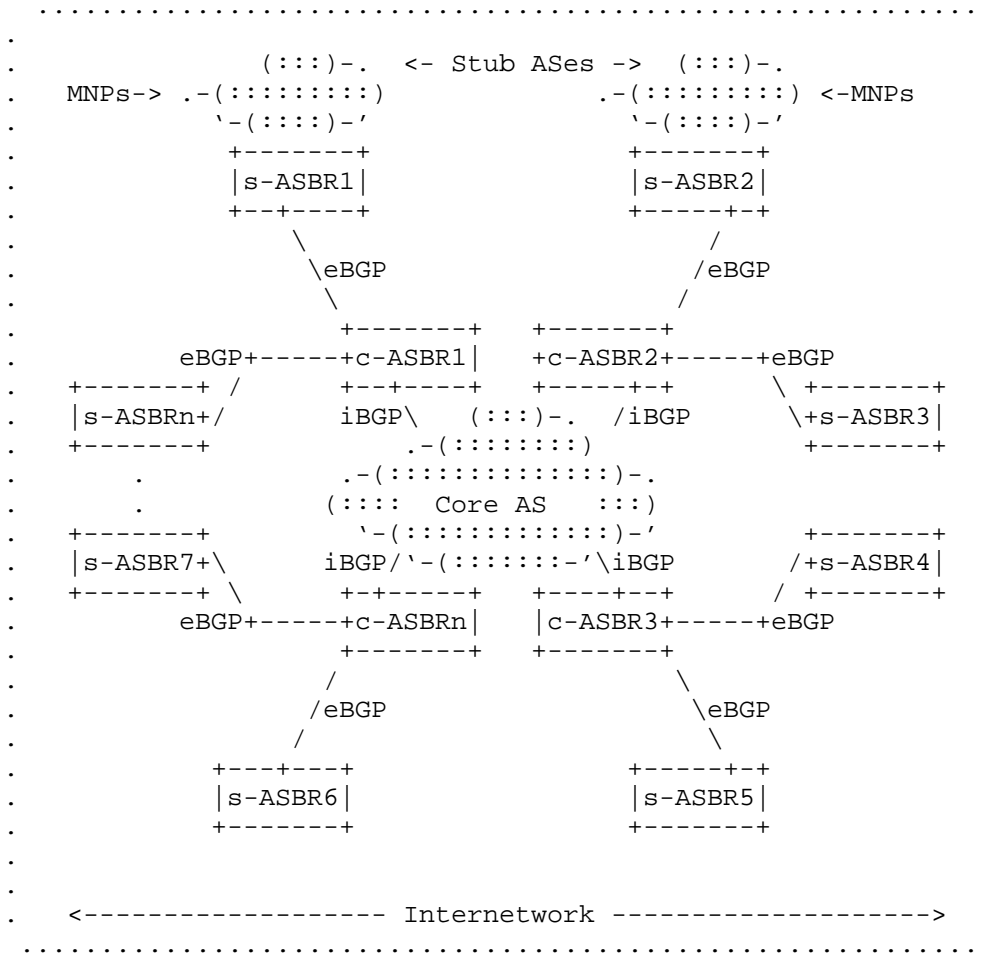 . . . . . . . . . . . . . . . . . . . . . . . . . . . . . . . . . . . . . . . . . . . . . . . . . . . . . . . . . . .
.
.               (:::)-.  <- Stub ASes ->  (:::)-.
.   MNPs-> .-(:::::::::)             .-(:::::::::) <-MNPs
.            `-(::::)-'                `-(::::)-'
.             +-------+                +-------+
.             |s-ASBR1|                |s-ASBR2|
.             +--+----+                +-----+-+
.                 \                         /
.                  \eBGP                   /eBGP
.                   \                     /
.                    +-------+   +-------+
.          eBGP+-----+c-ASBR1|   +c-ASBR2+-----+eBGP
.   +-------+ /      +--+----+   +-----+-+      \ +-------+
.   |s-ASBRn+/       iBGP\   (:::)-.  /iBGP      \+s-ASBR3|
.   +-------+            .-(::::::::)             +-------+
.       .            .-(::::::::::::::)-.
.       .           (::::  Core AS   :::)
.   +-------+         `-(:::::::::::::)-'         +-------+
.   |s-ASBR7+\      iBGP/`-(:::::::-'\iBGP       /+s-ASBR4|
.   +-------+ \      +-+-----+   +----+--+      / +-------+
.          eBGP+-----+c-ASBRn|   |c-ASBR3+-----+eBGP
.                    +-------+   +-------+
.                   /                     \
.                  /eBGP                   \eBGP
.                 /                         \
.            +---+---+                 +-----+-+
.            |s-ASBR6|                 |s-ASBR5|
.            +-------+                 +-------+
.
.
.   <------------------- Internetwork -------------------->
. . . . . . . . . . . . . . . . . . . . . . . . . . . . . . . . . . . . . . . . . . . . . . . . . . . . . . . . . . .